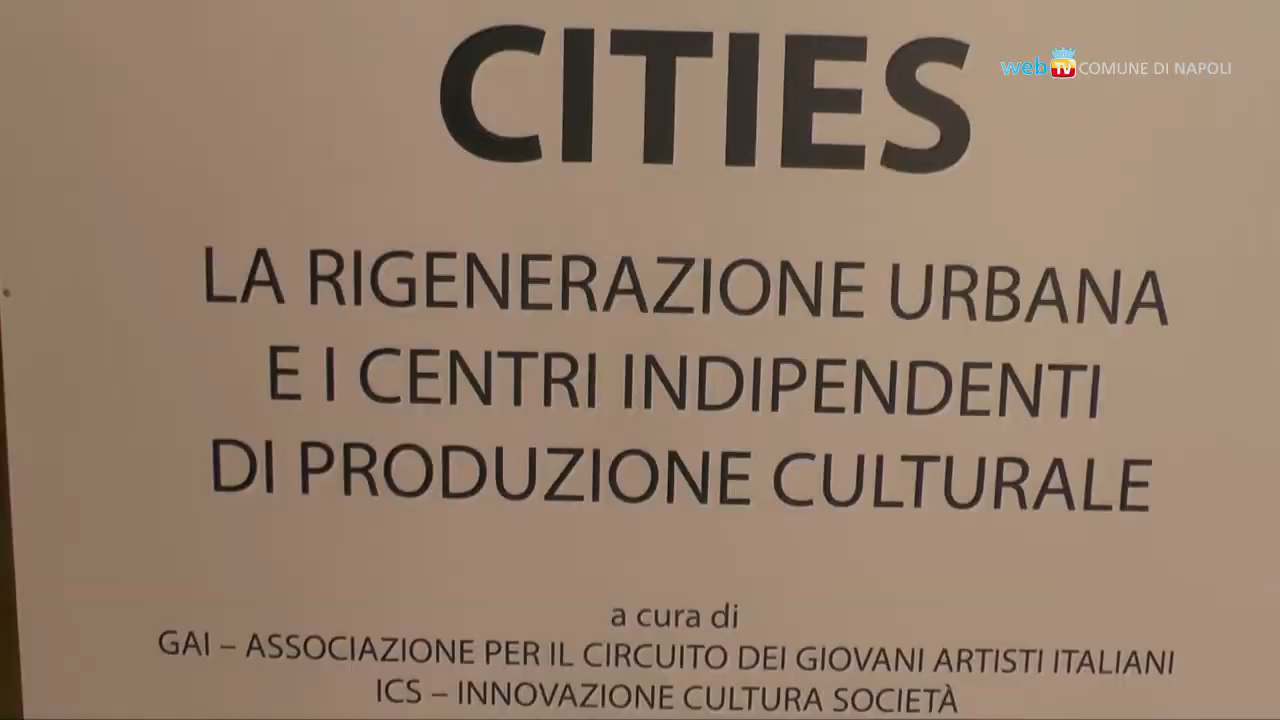 CITIES
web TV COMUNE DI NAPOLI
LA RIGENERAZIONE URBANA
E I CENTRI INDIPENDENTI
DI PRODUZIONE CULTURALE
a cura di
GAI – ASSOCIAZIONE PER IL CIRCUITO DEI GIOVANI ARTISTI ITALIANI
ICS – INNOVAZIONE CULTURA SOCIETÀ